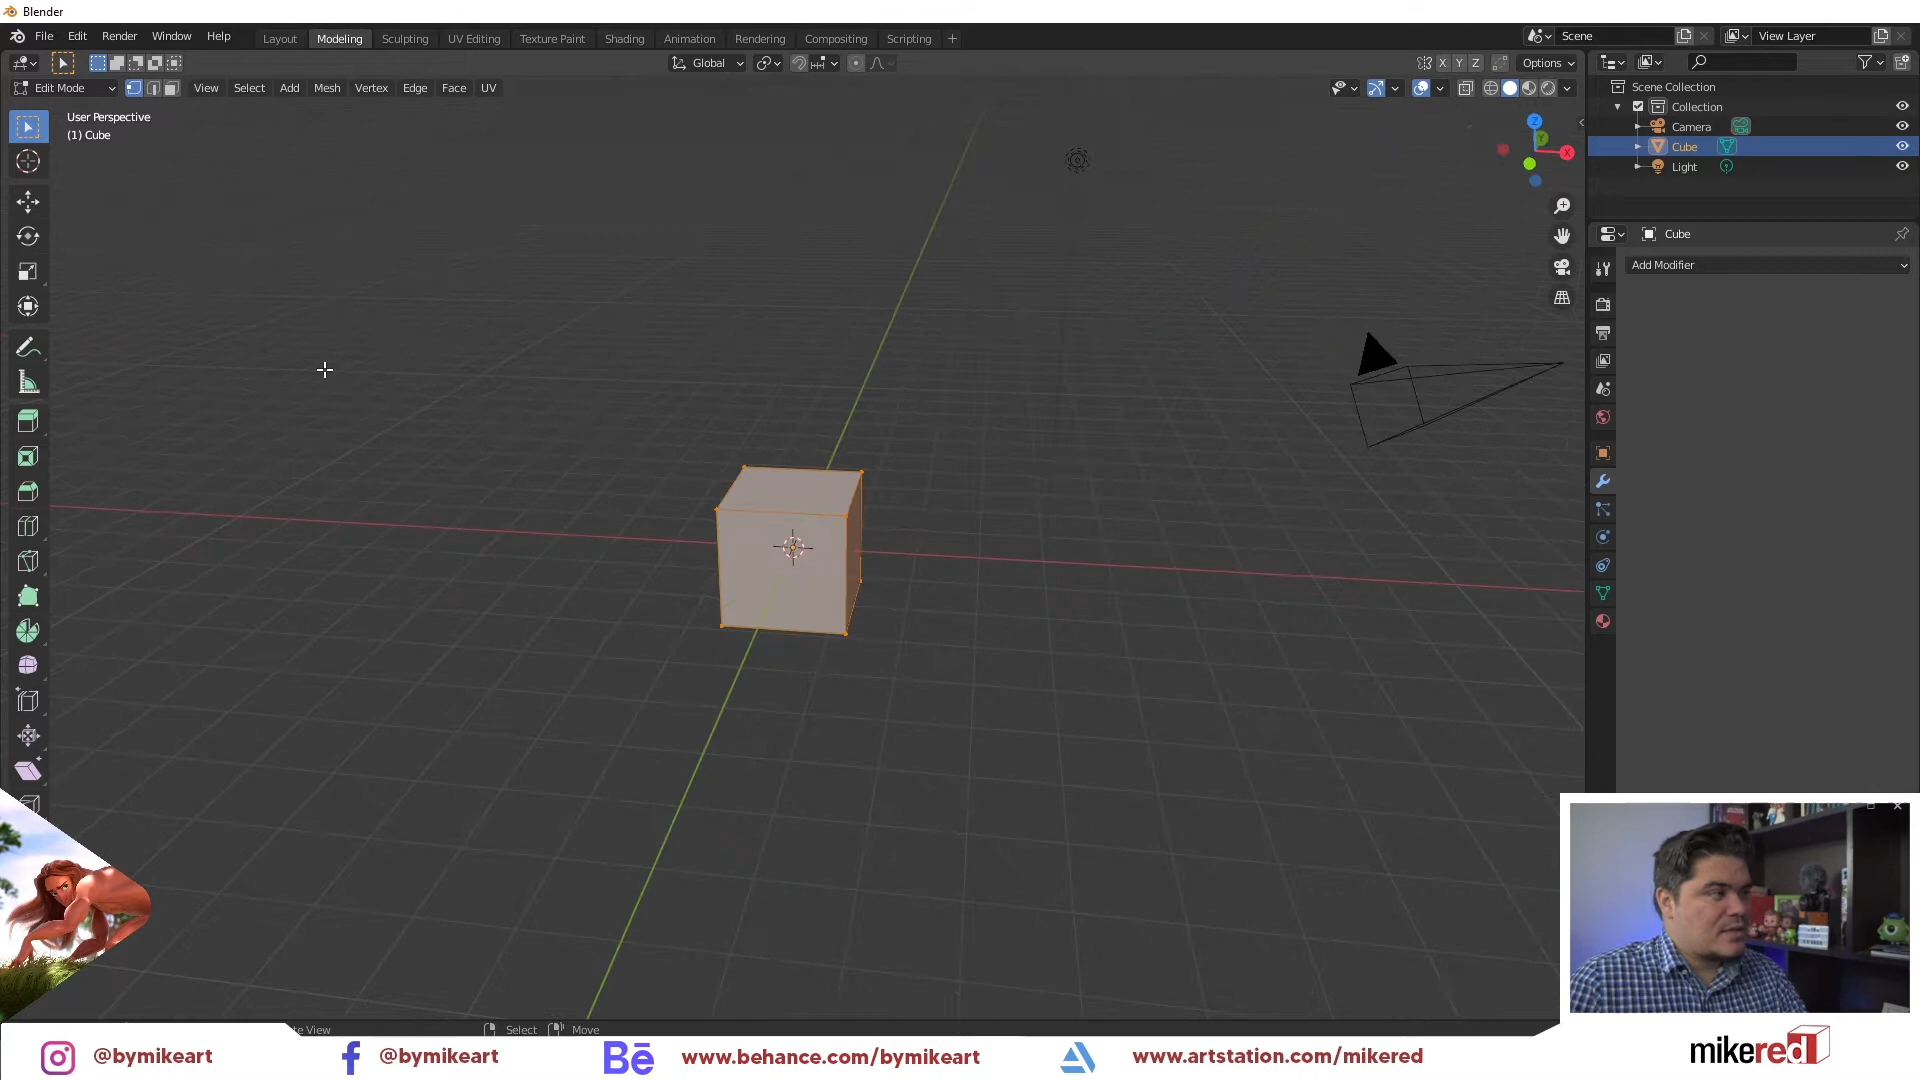 Blender
File Edit Render Window Help Layout Modeling Sculpting UV Editing Texture Paint Shading Animation Rendering Compositing Scripting + Scene View Layer
Global X Y Z Options
Edit Mode View Select Add Mesh Vertex Edge Face UV
Scene Collection
Collection
Camera
Cube
Light
User Perspective
(1) Cube
Z
Y
X
Cube
Add Modifier
te View Select Move
@bymikeart @bymikeart Bē www.behance.com/bymikeart www.artstation.com/mikered mikered